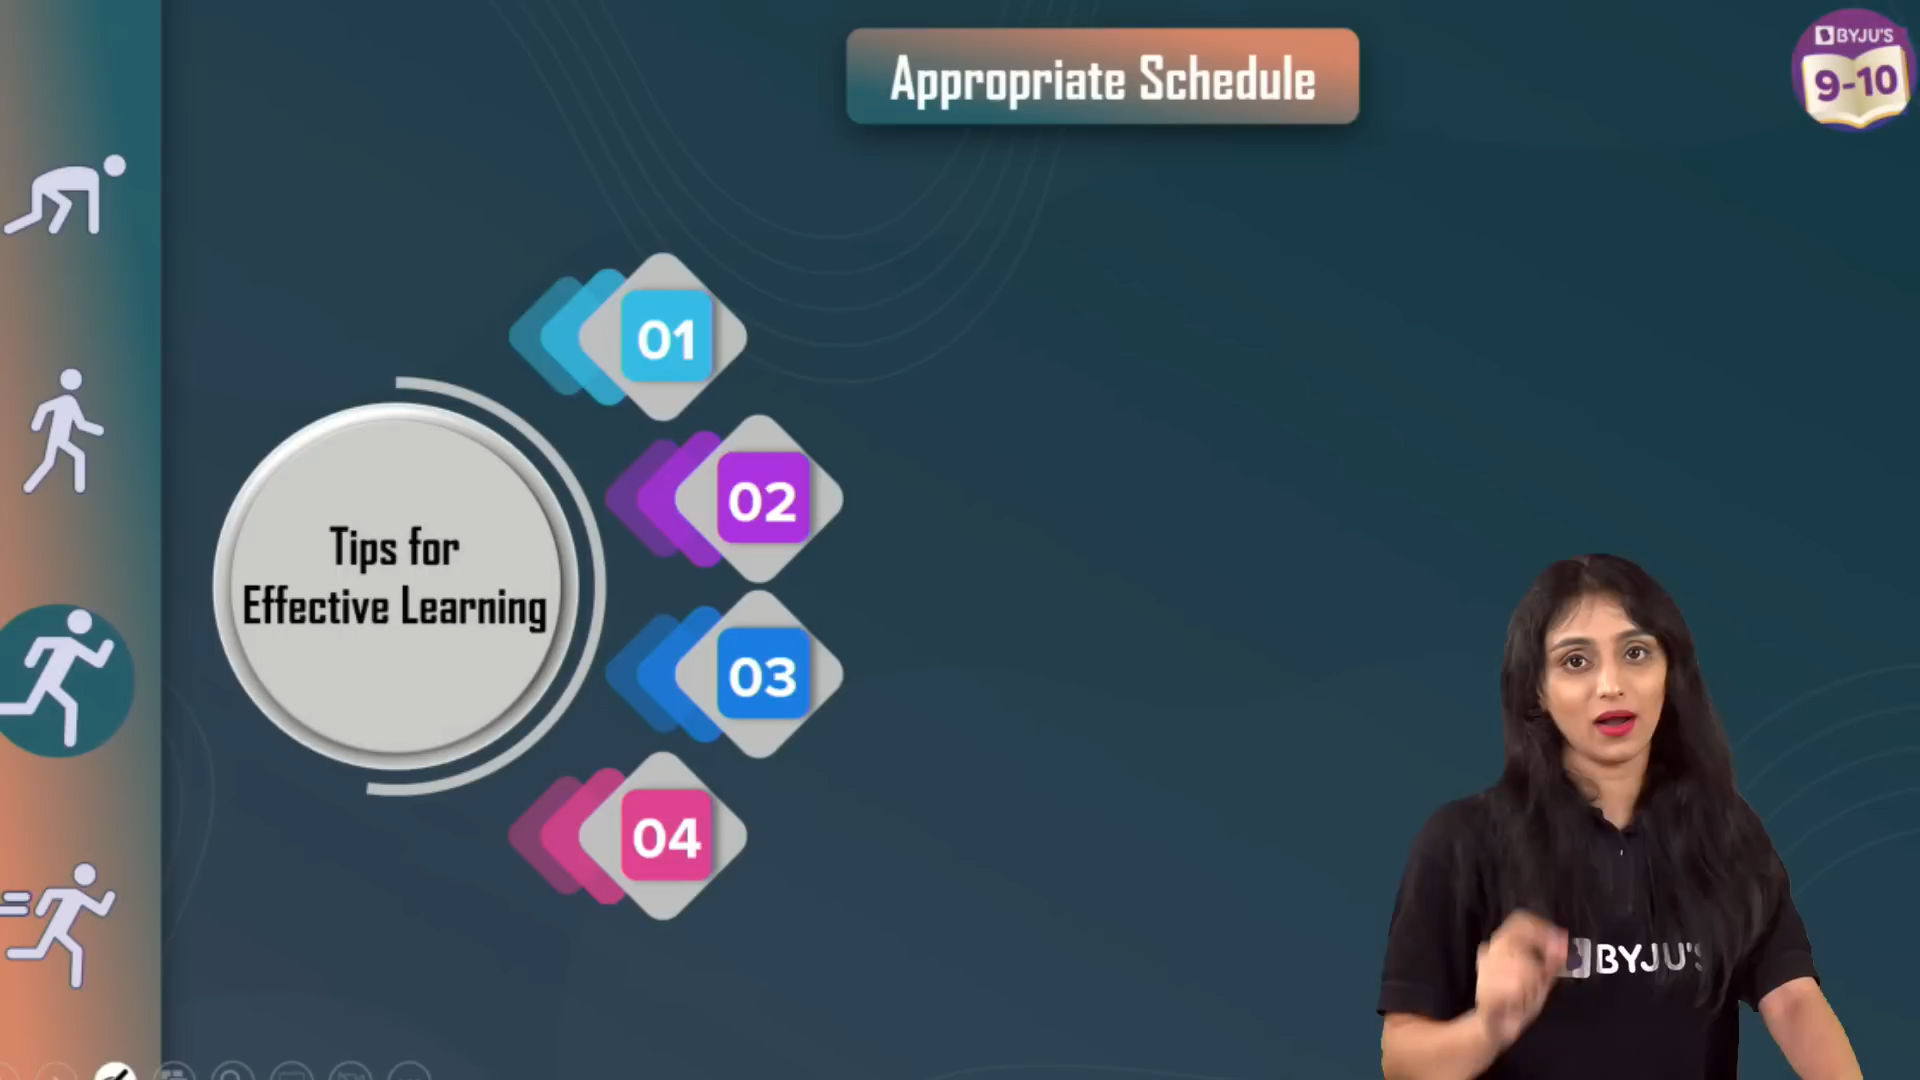 Appropriate Schedule
BYJU'S
9-10
01
02
Tips for
Effective Learning
03
04
BYJU'S